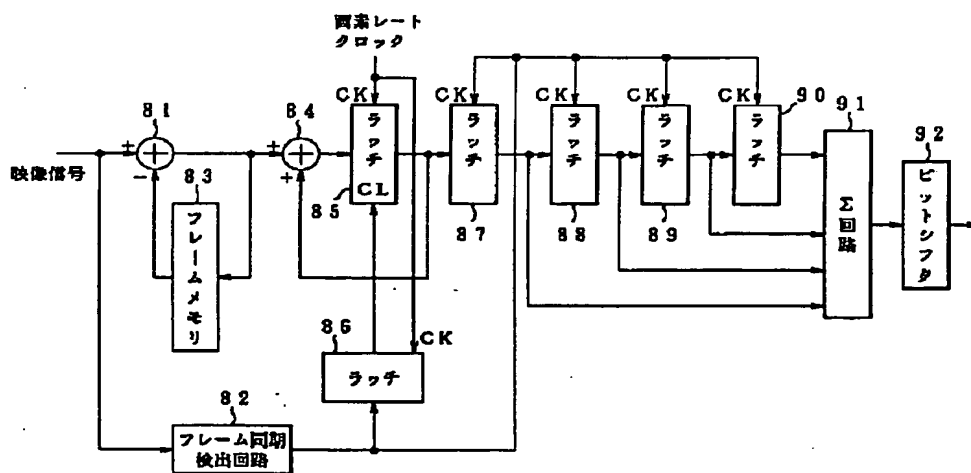 画素レート
クロック
81
84
CK
CK
CK
CK
CK
90
91
92
映像信号
83
フレームメモリ
ラッチ
CL
85
ラッチ
87
ラッチ
88
ラッチ
89
ラッチ
Σ回路
ビットシフタ
86
CK
ラッチ
82
フレーム同期
検出回路